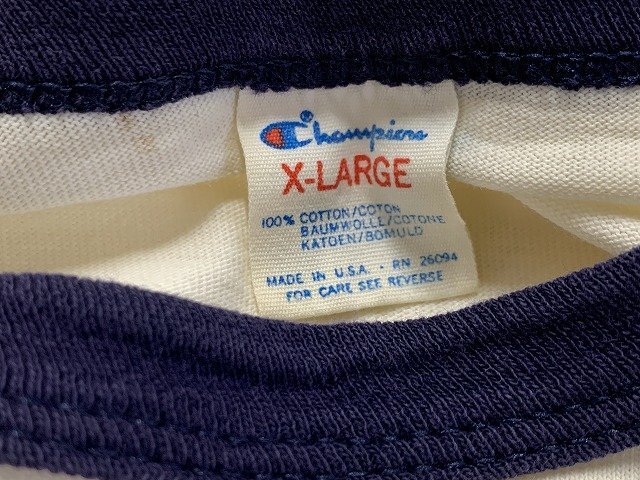 Champion
X-LARGE
100% COTTON/COTON
BAUMWOLLE/COTONE
KATOEN/BOMULD
MADE IN U.S.A. • RN 26094
FOR CARE SEE REVERSE